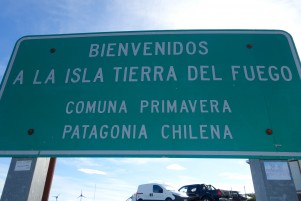 BIENVENIDOS
A LA ISLA TIERRA DEL FUEGO
COMUNA PRIMAVERA
PATAGONIA CHILENA